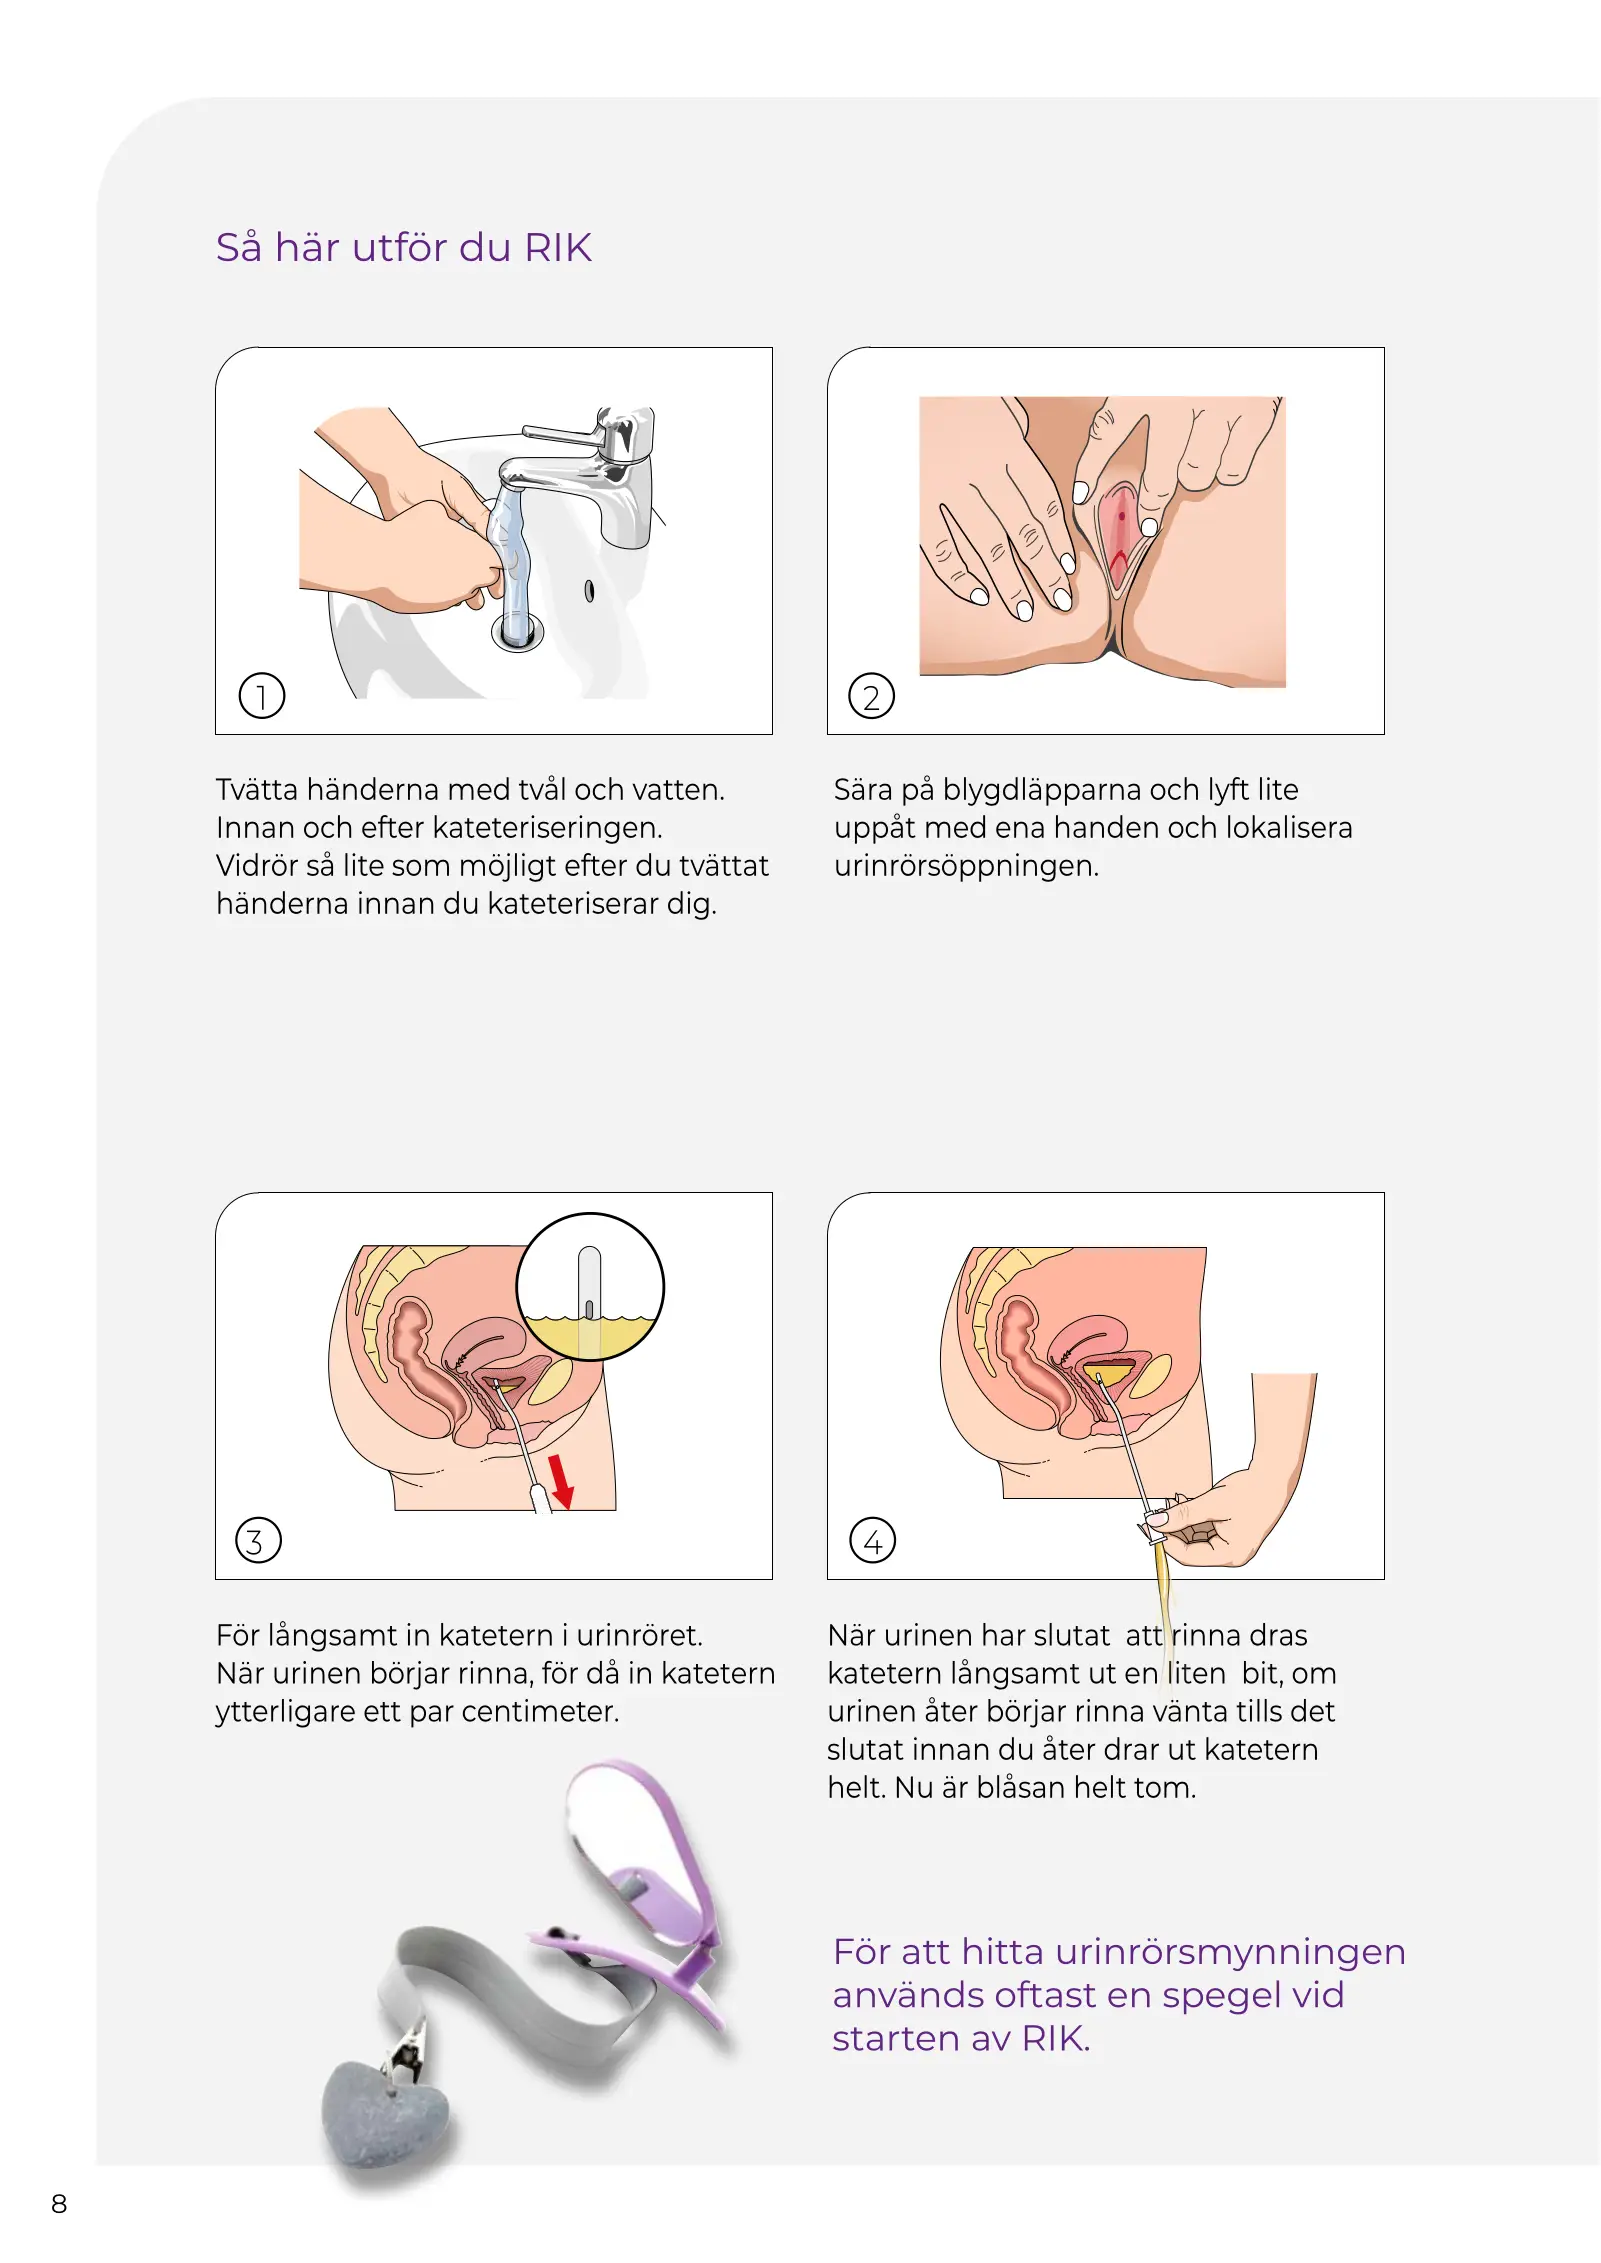 Så här utför du RIK
1
Tvätta händerna med tvål och vatten.
Innan och efter kateteriseringen.
Vidrör så lite som möjligt efter du tvättat
händerna innan du kateteriserar dig.
2
Sära på blygdläpparna och lyft lite
uppåt med ena handen och lokalisera
urinrörsöppningen.
3
För långsamt in katetern i urinröret.
När urinen börjar rinna, för då in katetern
ytterligare ett par centimeter.
4
När urinen har slutat  att rinna dras
katetern långsamt ut en liten  bit, om
urinen åter börjar rinna vänta tills det
slutat innan du åter drar ut katetern
helt. Nu är blåsan helt tom.
För att hitta urinrörsmynningen
används oftast en spegel vid
starten av RIK.
8